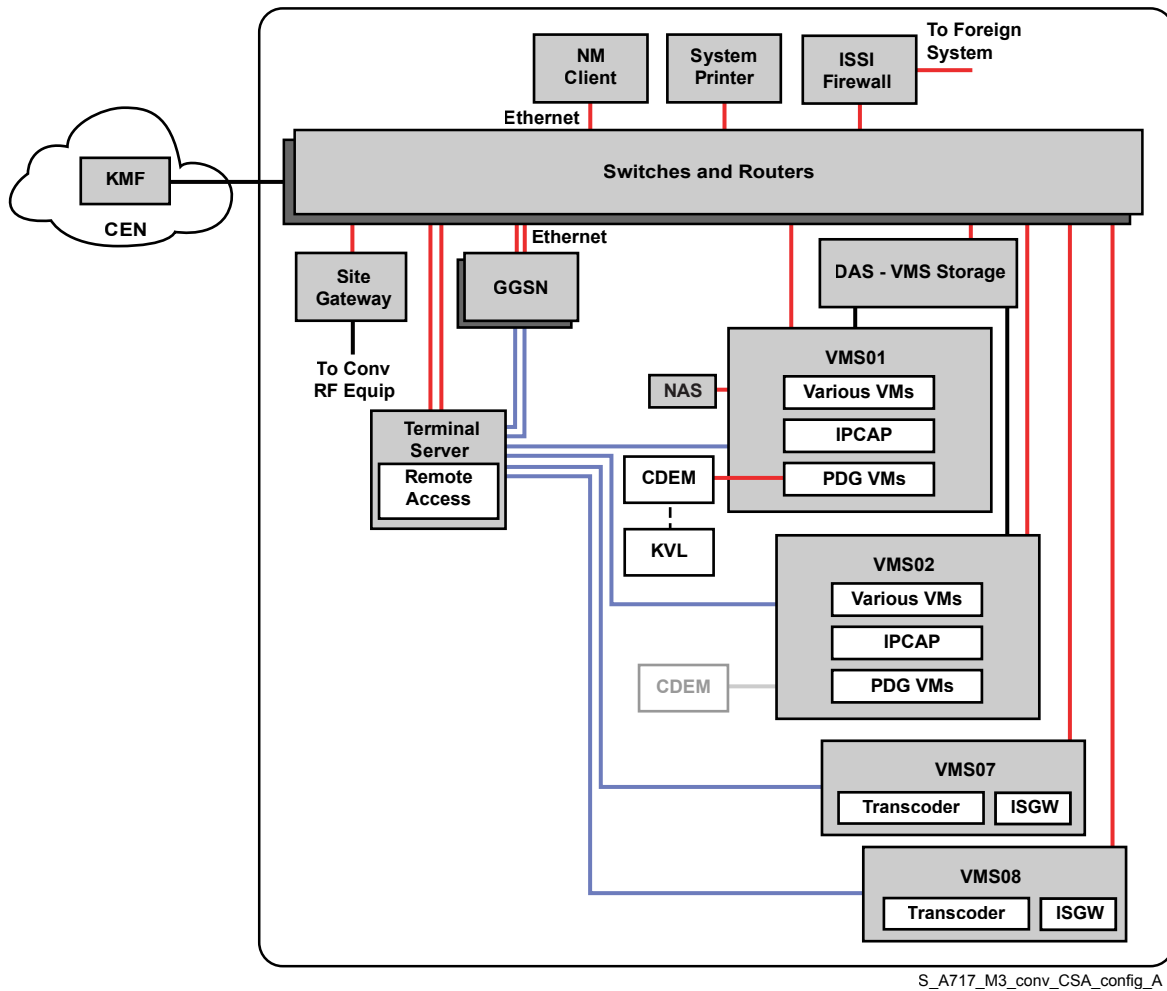 To Foreign
System
NM
Client
System
Printer
ISSI
Firewall
Ethernet
KMF
CEN
Switches and Routers
Ethernet
Site
Gateway
GGSN
DAS - VMS Storage
To Conv
RF Equip
VMS01
NAS
Various VMs
IPCAP
PDG VMs
Terminal
Server
Remote
Access
CDEM
KVL
VMS02
Various VMs
IPCAP
PDG VMs
CDEM
VMS07
Transcoder
ISGW
VMS08
Transcoder
ISGW
S_A717_M3_conv_CSA_config_A